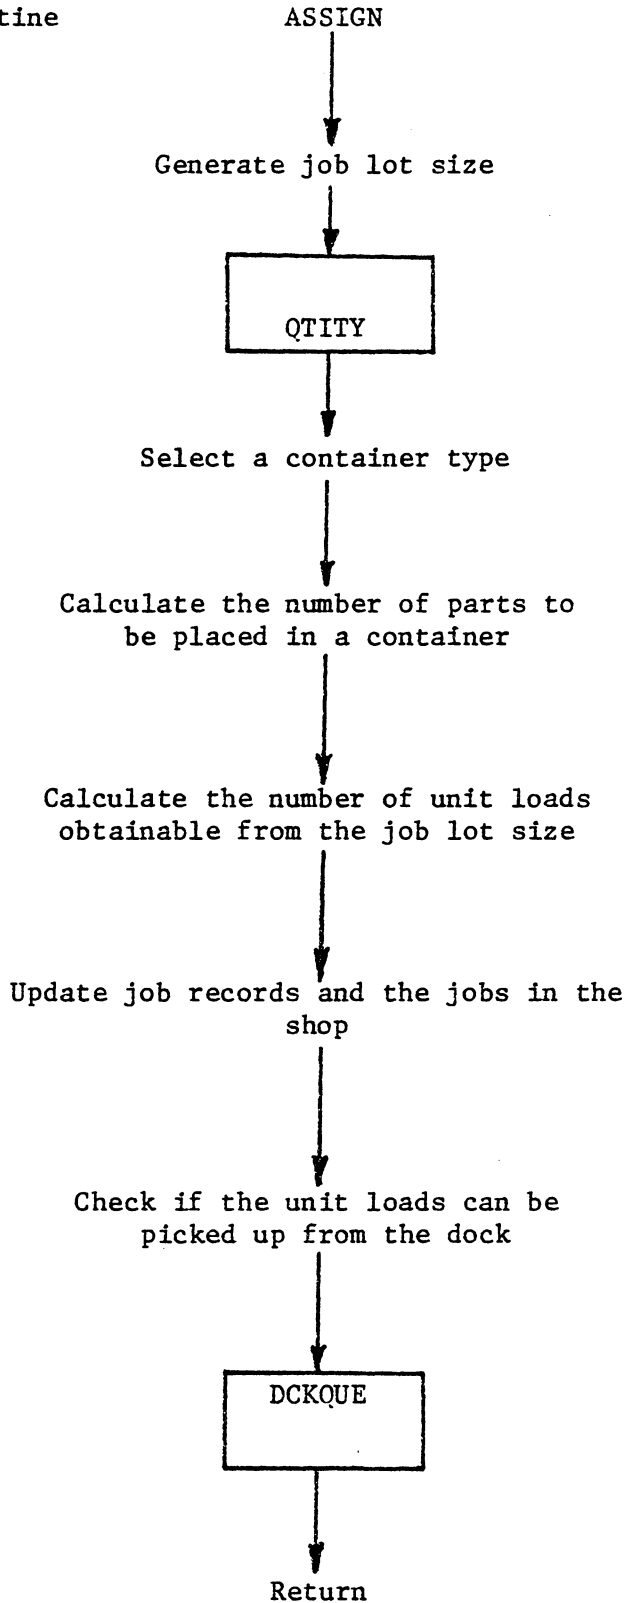 tine ASSIGN
Generate job lot size
QTITY
Select a container type
Calculate the number of parts to
be placed in a container
Calculate the number of unit loads
obtainable from the job lot size
Update job records and the jobs in the
shop
Check if the unit loads can be
picked up from the dock
DCKQUE
Return